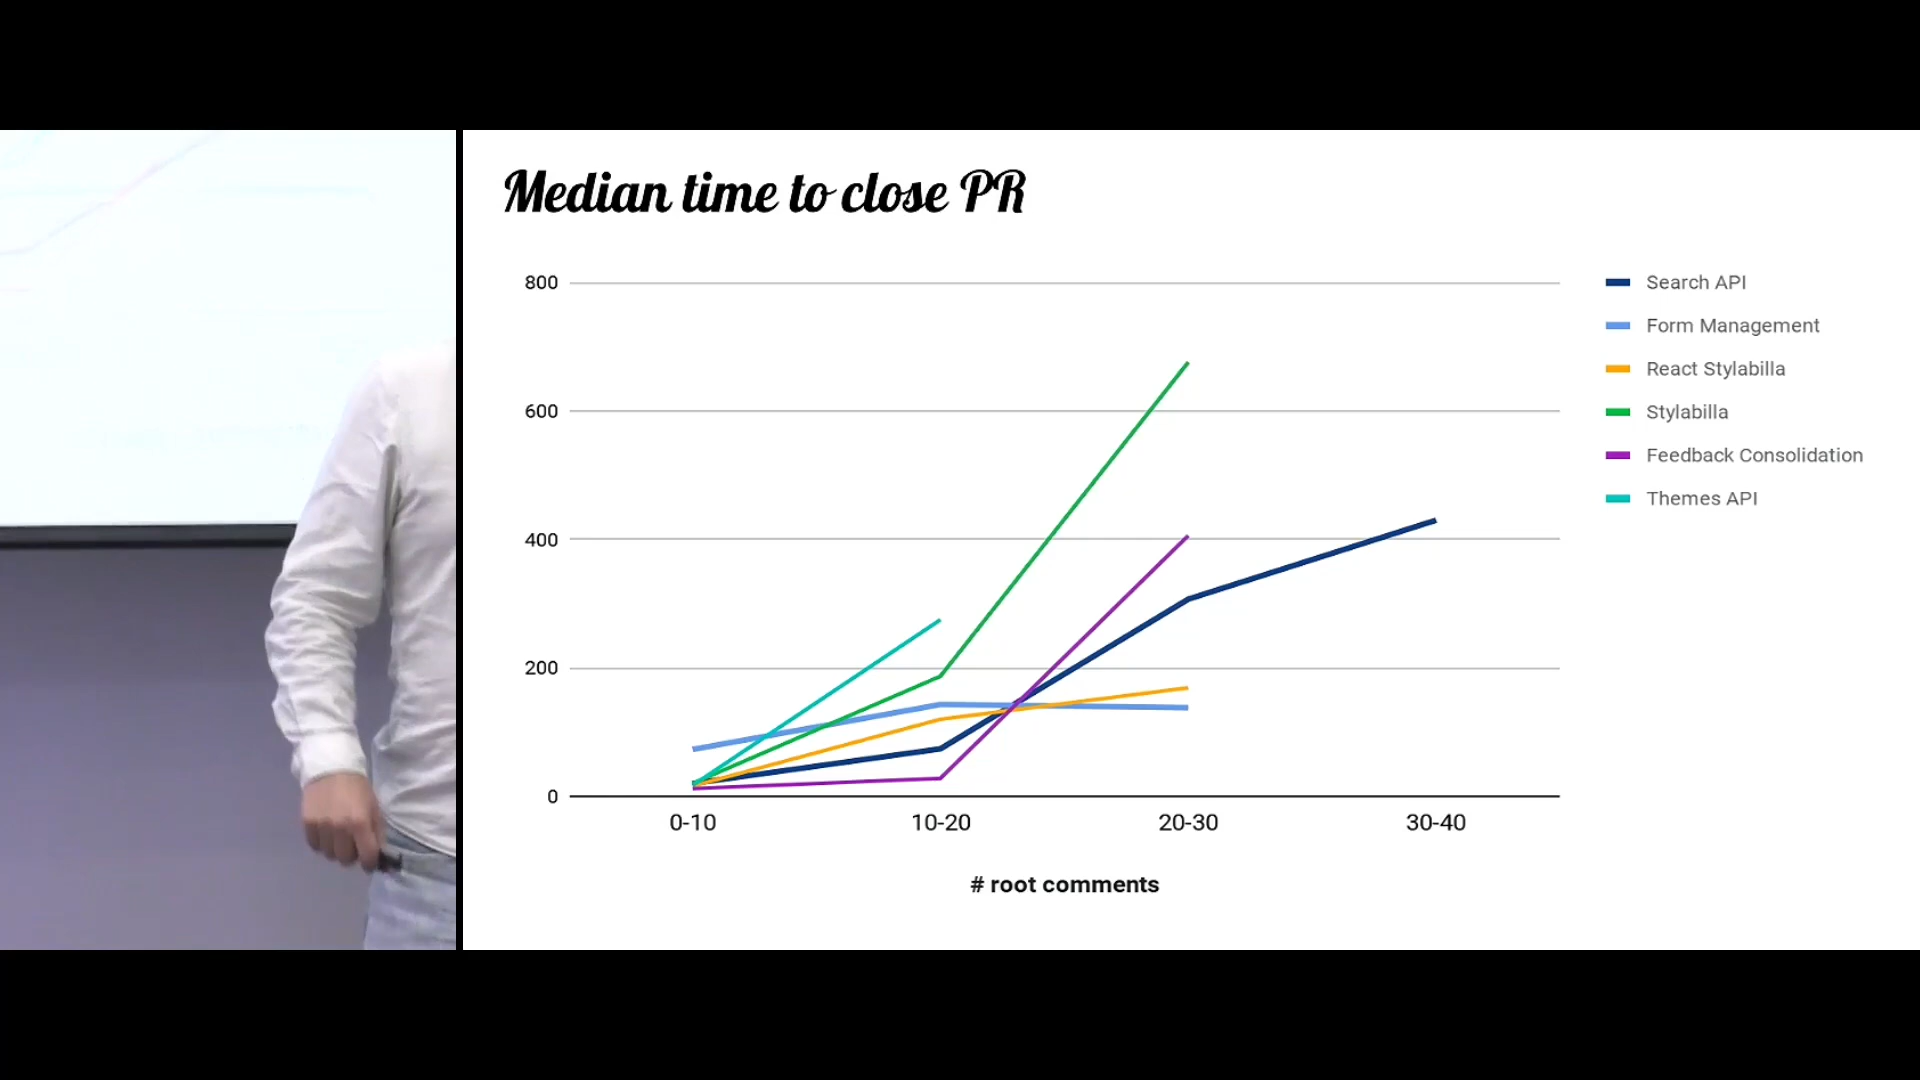 Median time to close PR
800
600
400
200
0
0-10
10-20
20-30
30-40
# root comments
Search API
Form Management
React Stylabilla
Stylabilla
Feedback Consolidation
Themes API